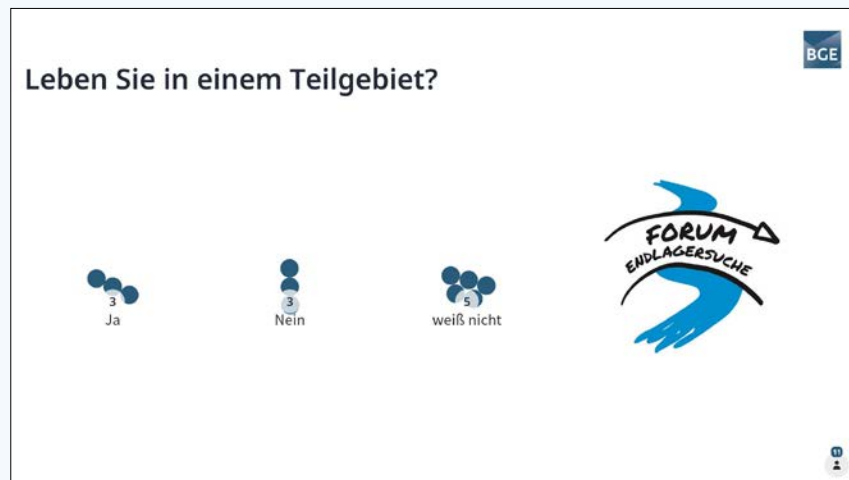 BGE
Leben Sie in einem Teilgebiet?
FORUM
ENDLAGERSUCHE
3
3
5
Ja
Nein
weiß nicht
11